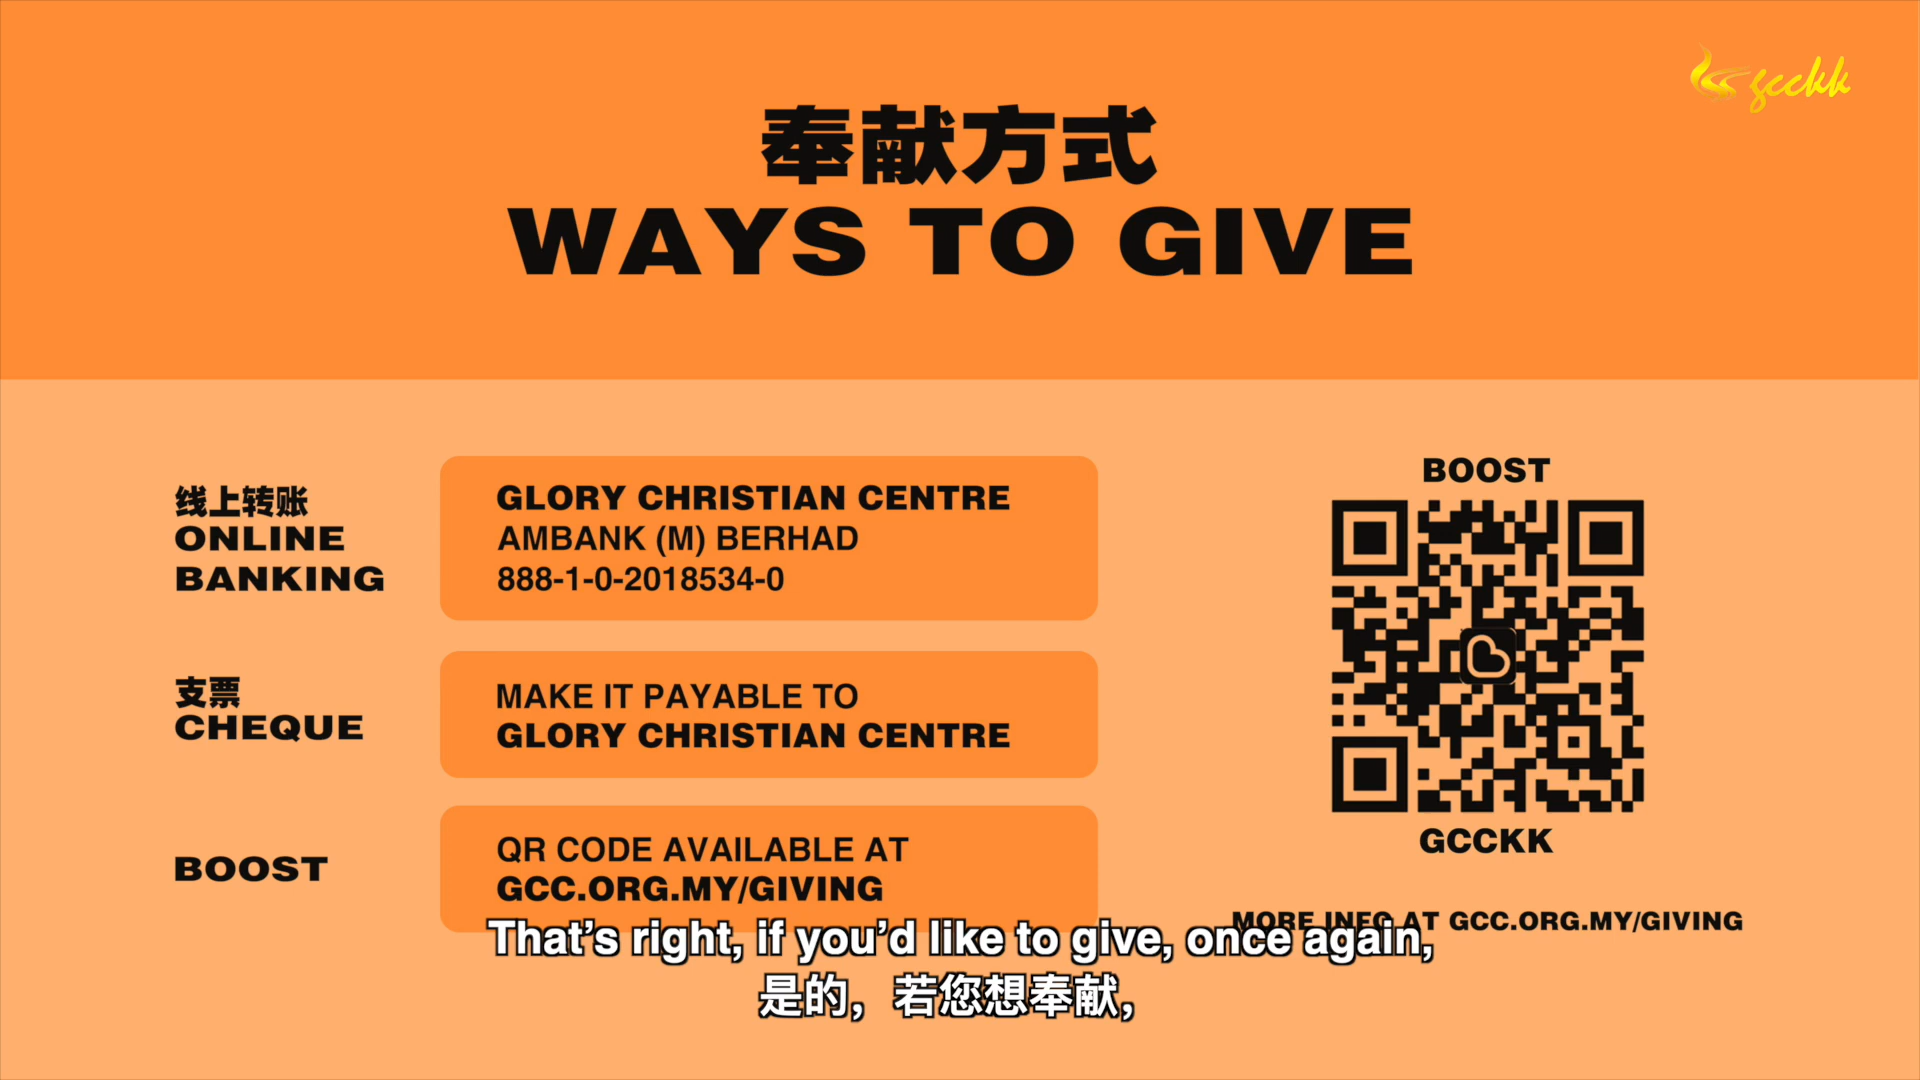 gcckk
奉献方式
WAYS TO GIVE
线上转账
ONLINE
BANKING
GLORY CHRISTIAN CENTRE
AMBANK (M) BERHAD
888-1-0-2018534-0
支票
CHEQUE
MAKE IT PAYABLE TO
GLORY CHRISTIAN CENTRE
BOOST
QR CODE AVAILABLE AT
GCC.ORG.MY/GIVING
BOOST
GCCKK
MORE INFO AT GCC.ORG.MY/GIVING
That’s right, if you’d like to give, once again,
是的，若您想奉献，